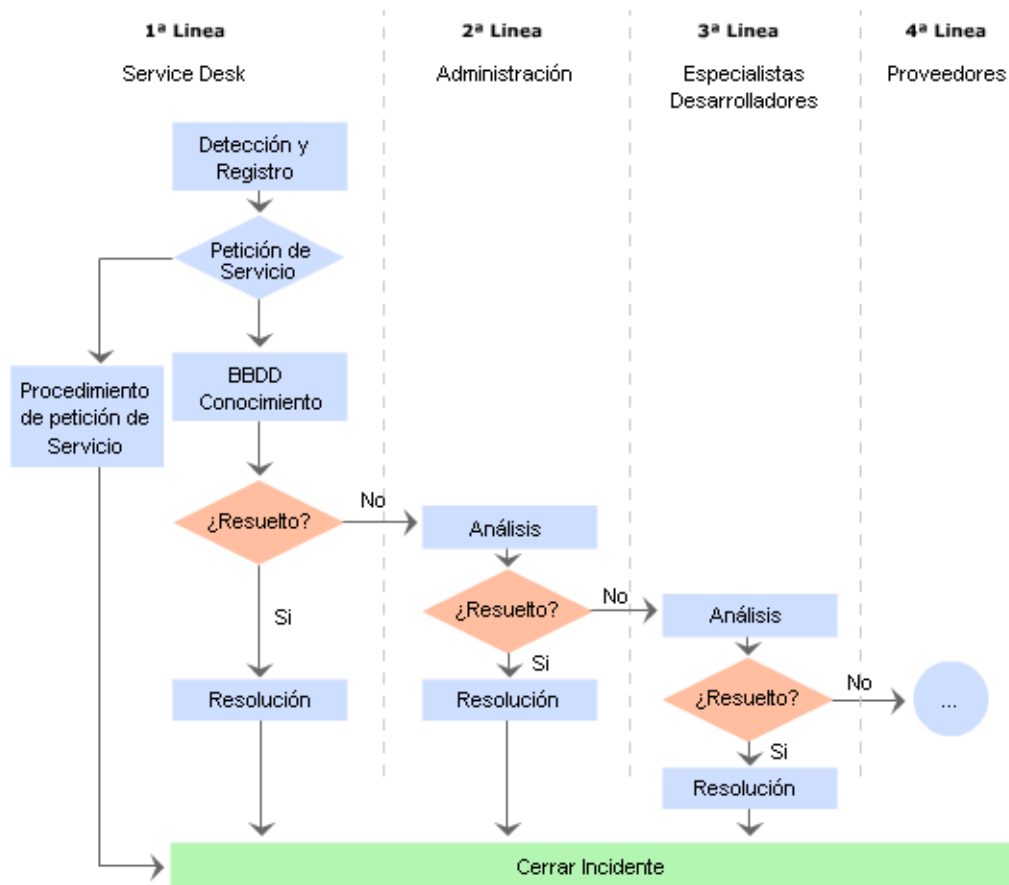 1ª Linea
2ª Linea
3ª Linea
4ª Linea
Service Desk
Administración
Especialistas
Desarrolladores
Proveedores
Detección y
Registro
Petición de
Servicio
Procedimiento
de petición de
Servicio
BBDD
Conocimiento
¿Resuelto?
No
Análisis
Si
¿Resuelto?
No
Análisis
Si
Resolución
Resolución
¿Resuelto?
No
...
Si
Resolución
Cerrar Incidente